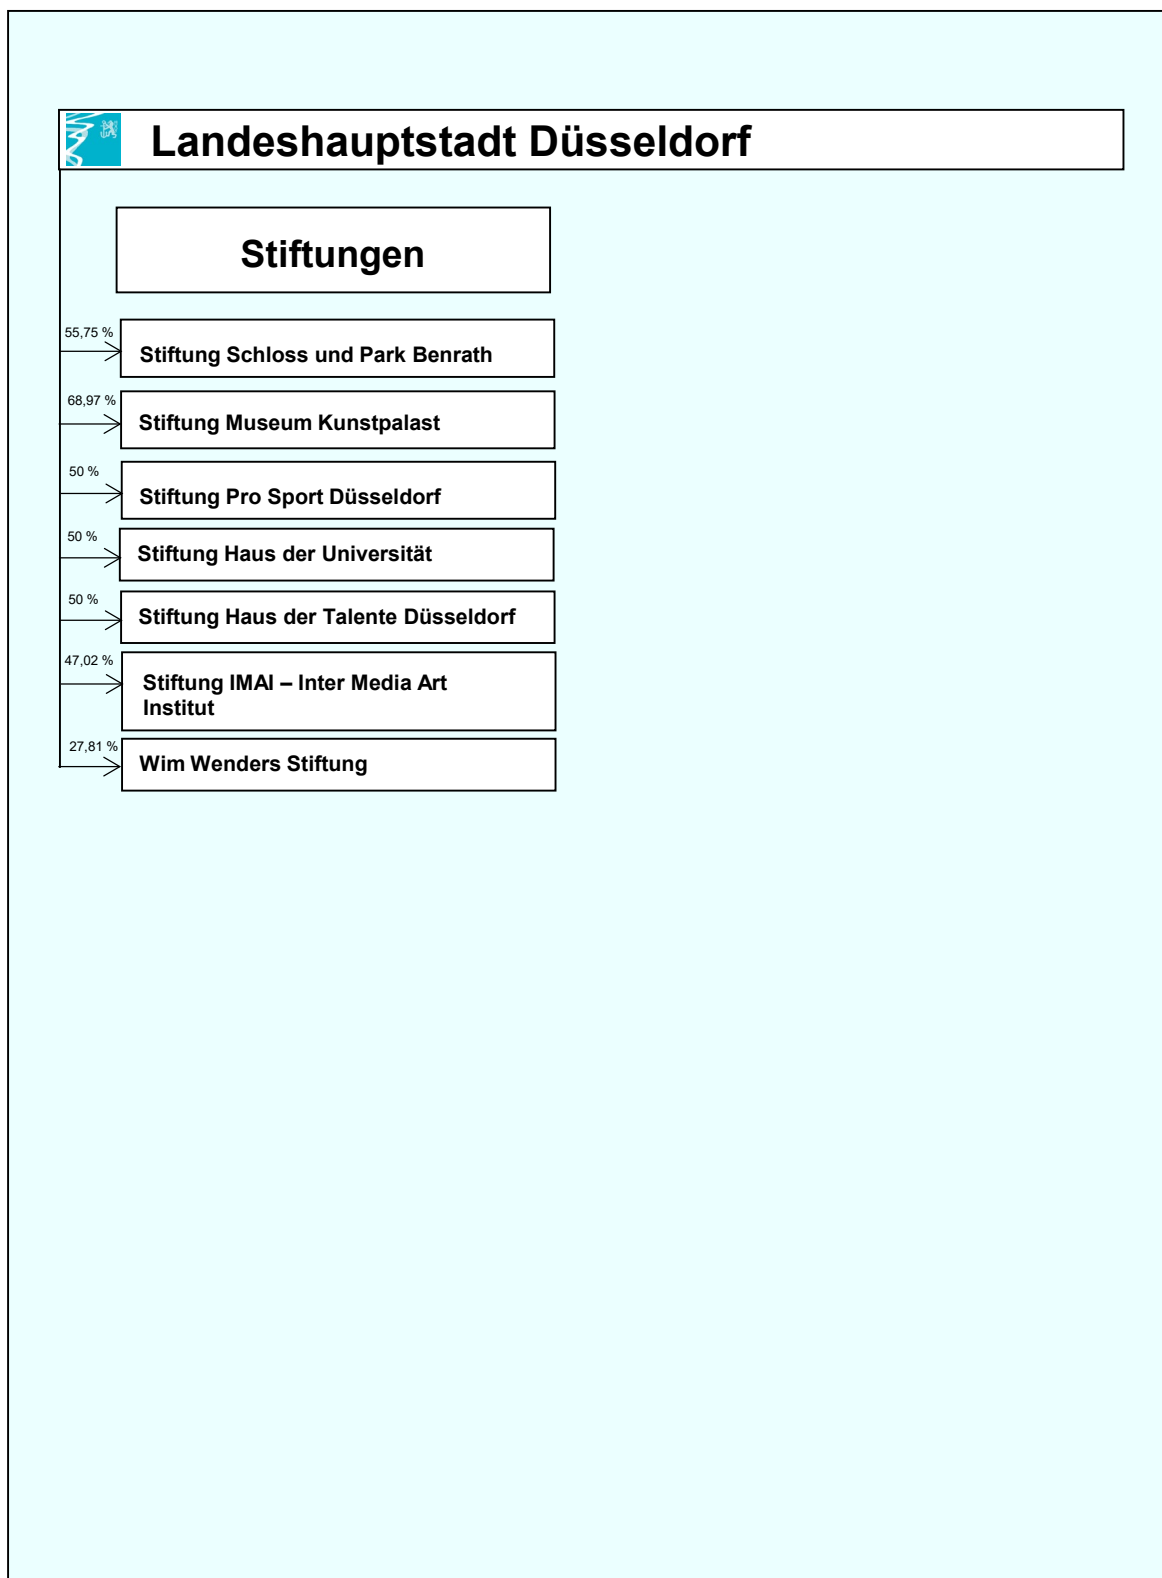 Landeshauptstadt Düsseldorf
Stiftungen
55,75 %
Stiftung Schloss und Park Benrath
68,97 %
Stiftung Museum Kunstpalast
50 %
Stiftung Pro Sport Düsseldorf
50 %
Stiftung Haus der Universität
50 %
Stiftung Haus der Talente Düsseldorf
47,02 %
Stiftung IMAI – Inter Media Art
Institut
27,81 %
Wim Wenders Stiftung